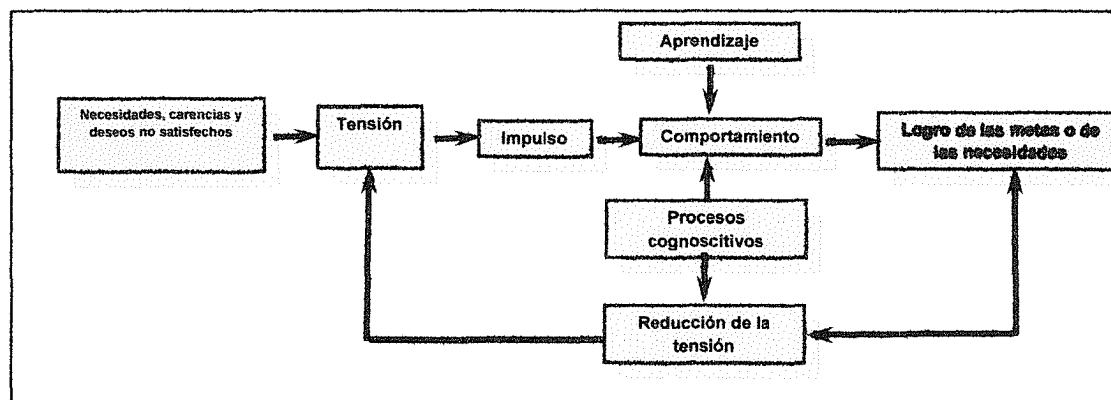 Aprendizaje
Necesidades, carencias y
deseos no satisfechos
Tensión
Impulso
Comportamiento
Logro de las metas o de
las necesidades
Procesos
cognoscitivos
Reducción de la
tensión